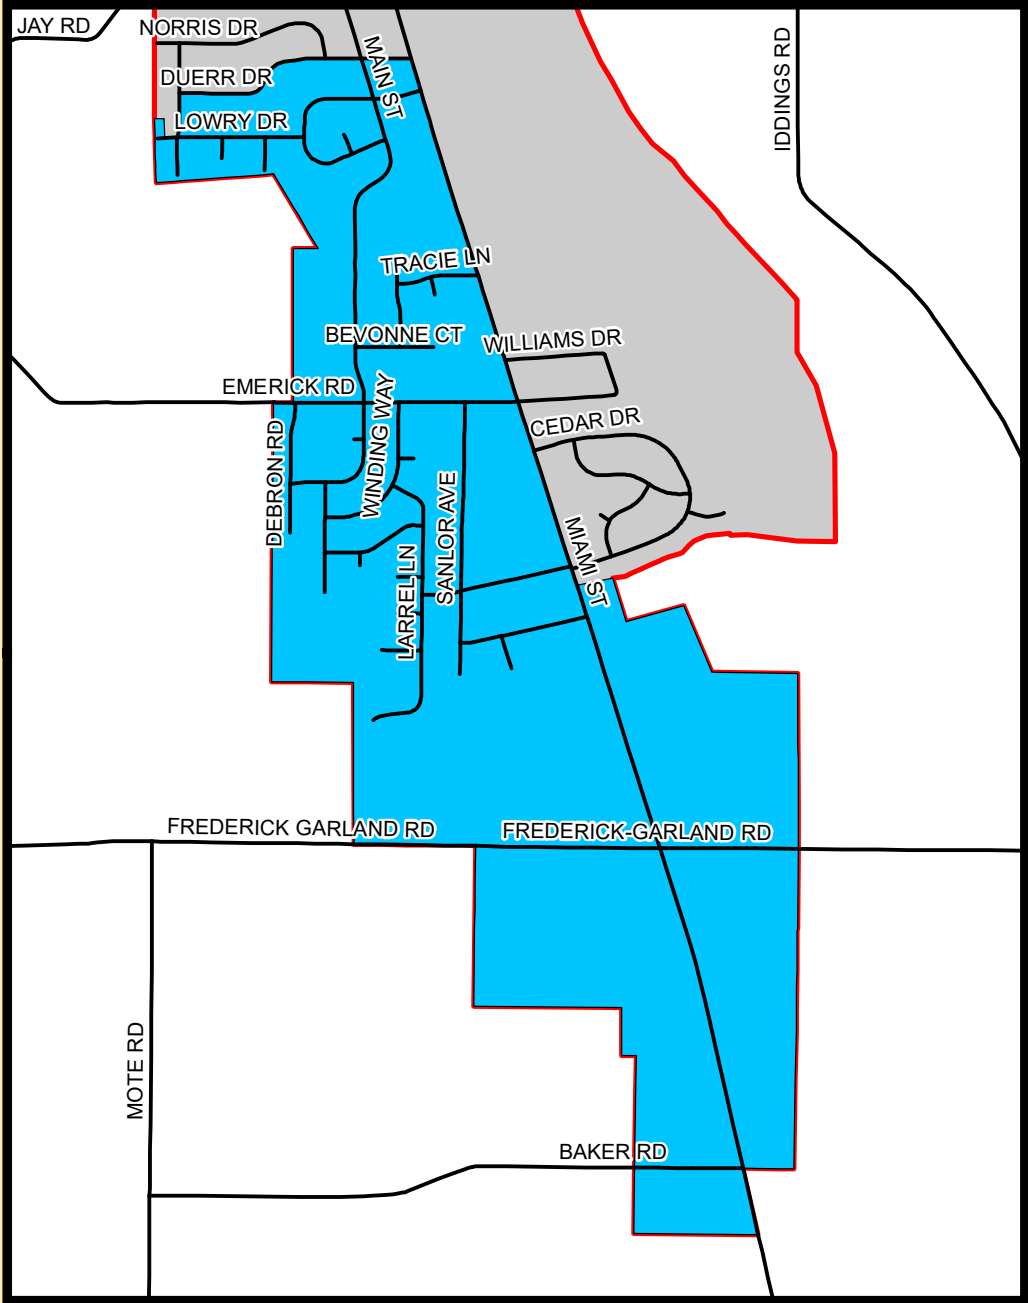 JAY RD
NORRIS DR
MAIN ST
IDDINGS RD
DUERR DR
LOWRY DR
TRACIE LN
BEVONNE CT
WILLIAMS DR
EMERICK RD
WINDING WAY
CEDAR DR
DEBRON RD
SANLOR AVE
MIAMI ST
LARREL LN
FREDERICK GARLAND RD
FREDERICK-GARLAND RD
MOTE RD
BAKER RD